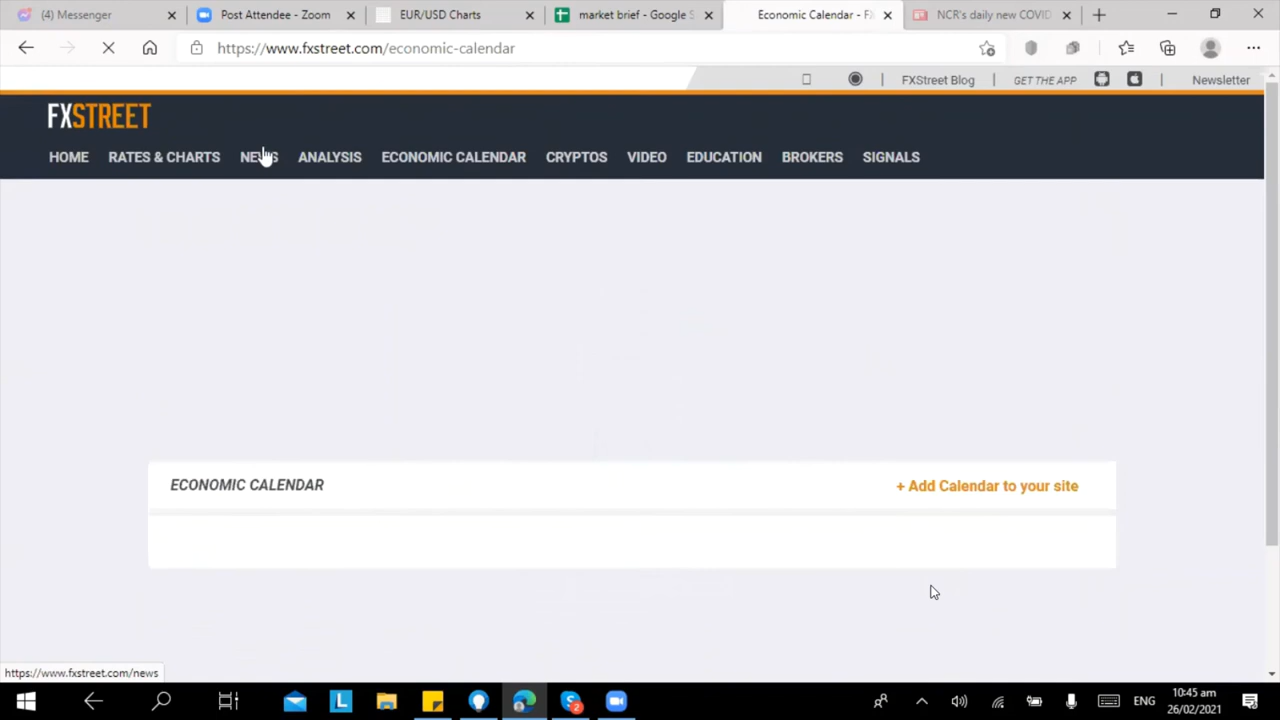 (4) Messenger
Post Attendee - Zoom
EUR/USD Charts
market brief - Google S
Economic Calendar - FX
NCR's daily new COVID
https://www.fxstreet.com/economic-calendar
FXStreet Blog
GET THE APP
Newsletter
FXSTREET
HOME RATES & CHARTS NEWS ANALYSIS ECONOMIC CALENDAR CRYPTOS VIDEO EDUCATION BROKERS SIGNALS
ECONOMIC CALENDAR
+ Add Calendar to your site
https://www.fxstreet.com/news
L
2
ENG
10:45 am
26/02/2021